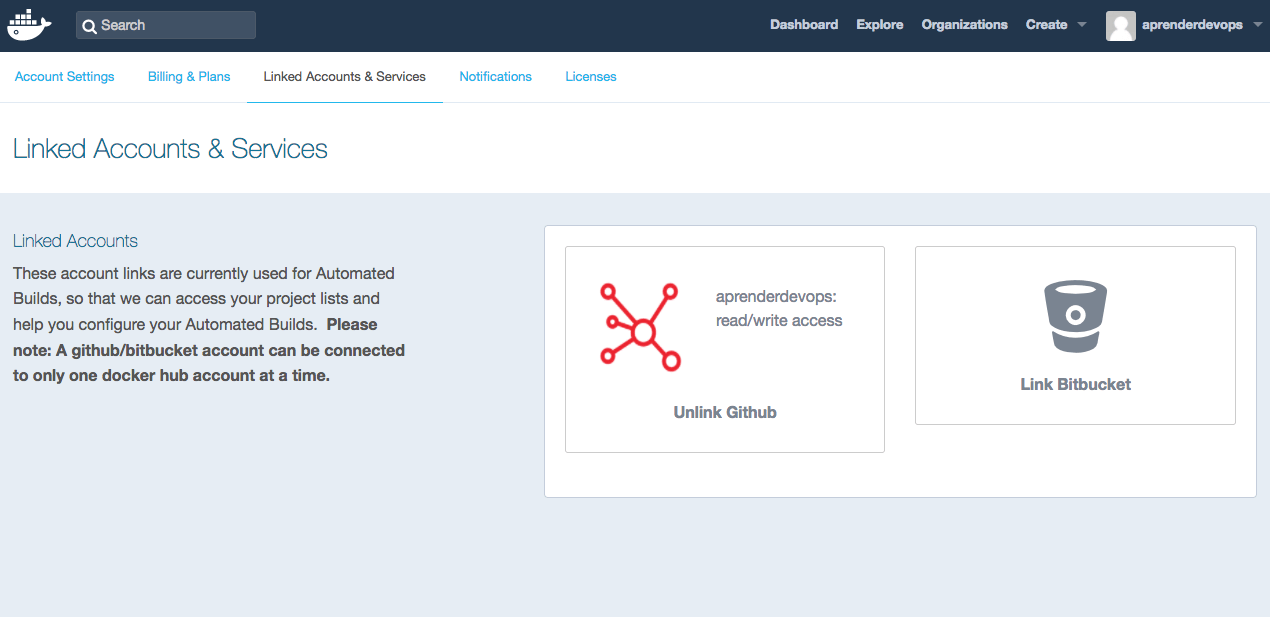 Search
Dashboard
Explore
Organizations
Create
aprenderdevops
Account Settings
Billing & Plans
Linked Accounts & Services
Notifications
Licenses
Linked Accounts & Services
Linked Accounts
These account links are currently used for Automated
Builds, so that we can access your project lists and
help you configure your Automated Builds. Please
note: A github/bitbucket account can be connected
to only one docker hub account at a time.
aprenderdevops:
read/write access
Unlink Github
Link Bitbucket